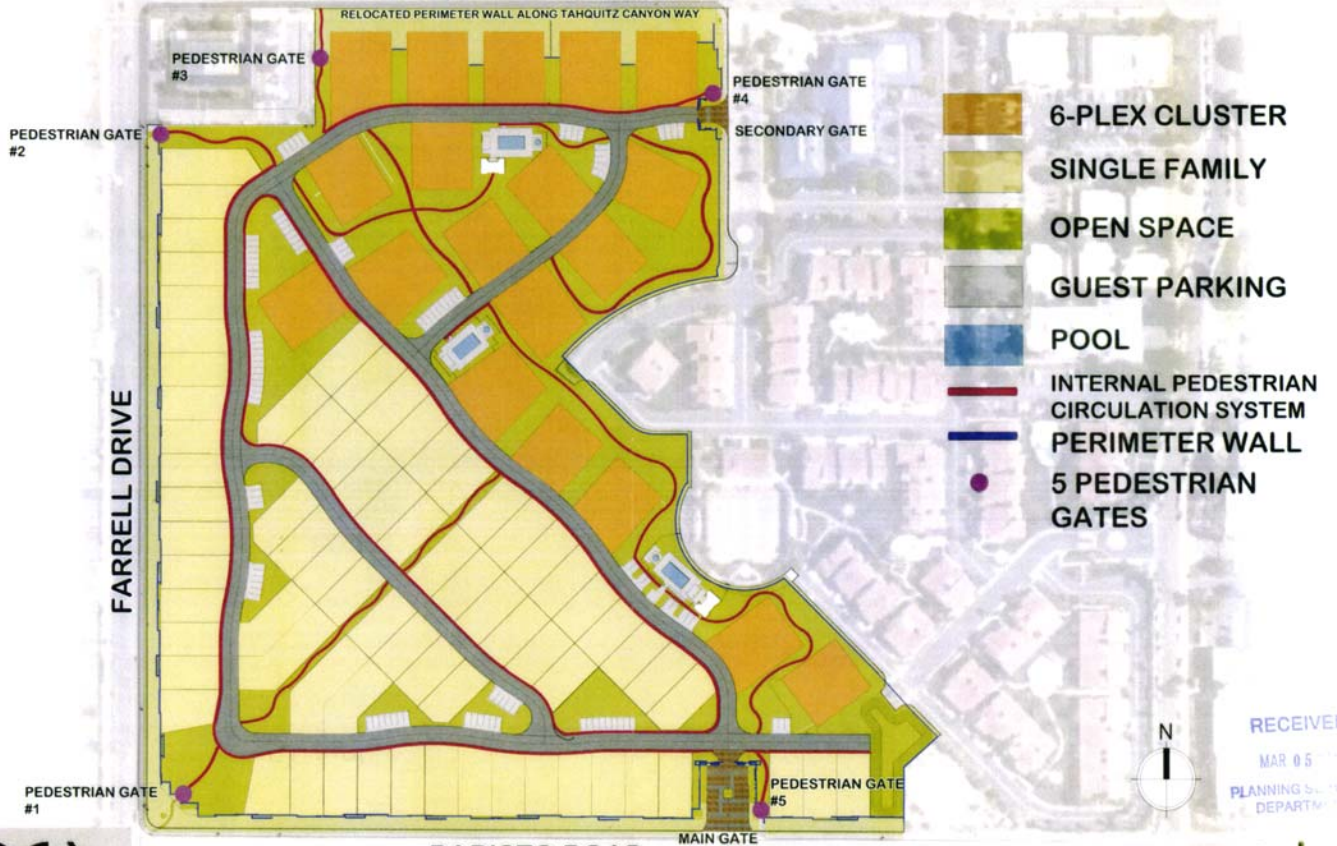 RELOCATED PERIMETER WALL ALONG TAHQUITZ CANYON WAY
PEDESTRIAN GATE
#3
PEDESTRIAN GATE
#4
PEDESTRIAN GATE
#2
SECONDARY GATE
6-PLEX CLUSTER
SINGLE FAMILY
OPEN SPACE
GUEST PARKING
POOL
INTERNAL PEDESTRIAN
CIRCULATION SYSTEM
PERIMETER WALL
5 PEDESTRIAN
GATES
FARRELL DRIVE
N
RECEIVED
MAR 05
PLANNING
PEDESTRIAN GATE
#1
PEDESTRIAN GATE
#5
MAIN GATE